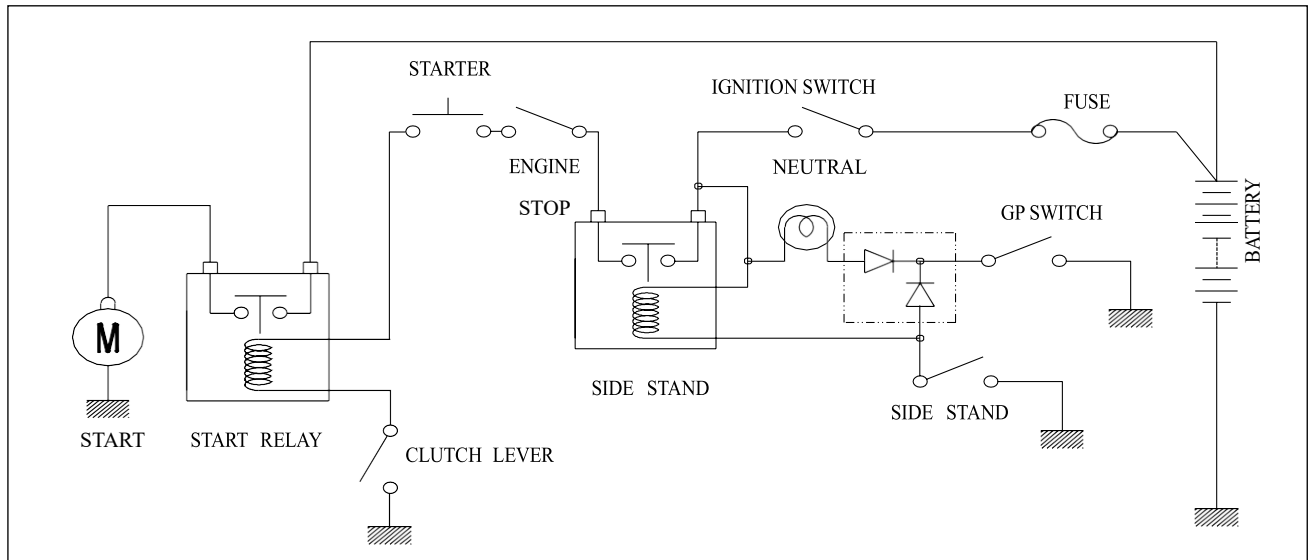 STARTER
IGNITION SWITCH
FUSE
ENGINE
STOP
NEUTRAL
GP SWITCH
BATTERY
M
START
START RELAY
CLUTCH LEVER
SIDE STAND
SIDE STAND